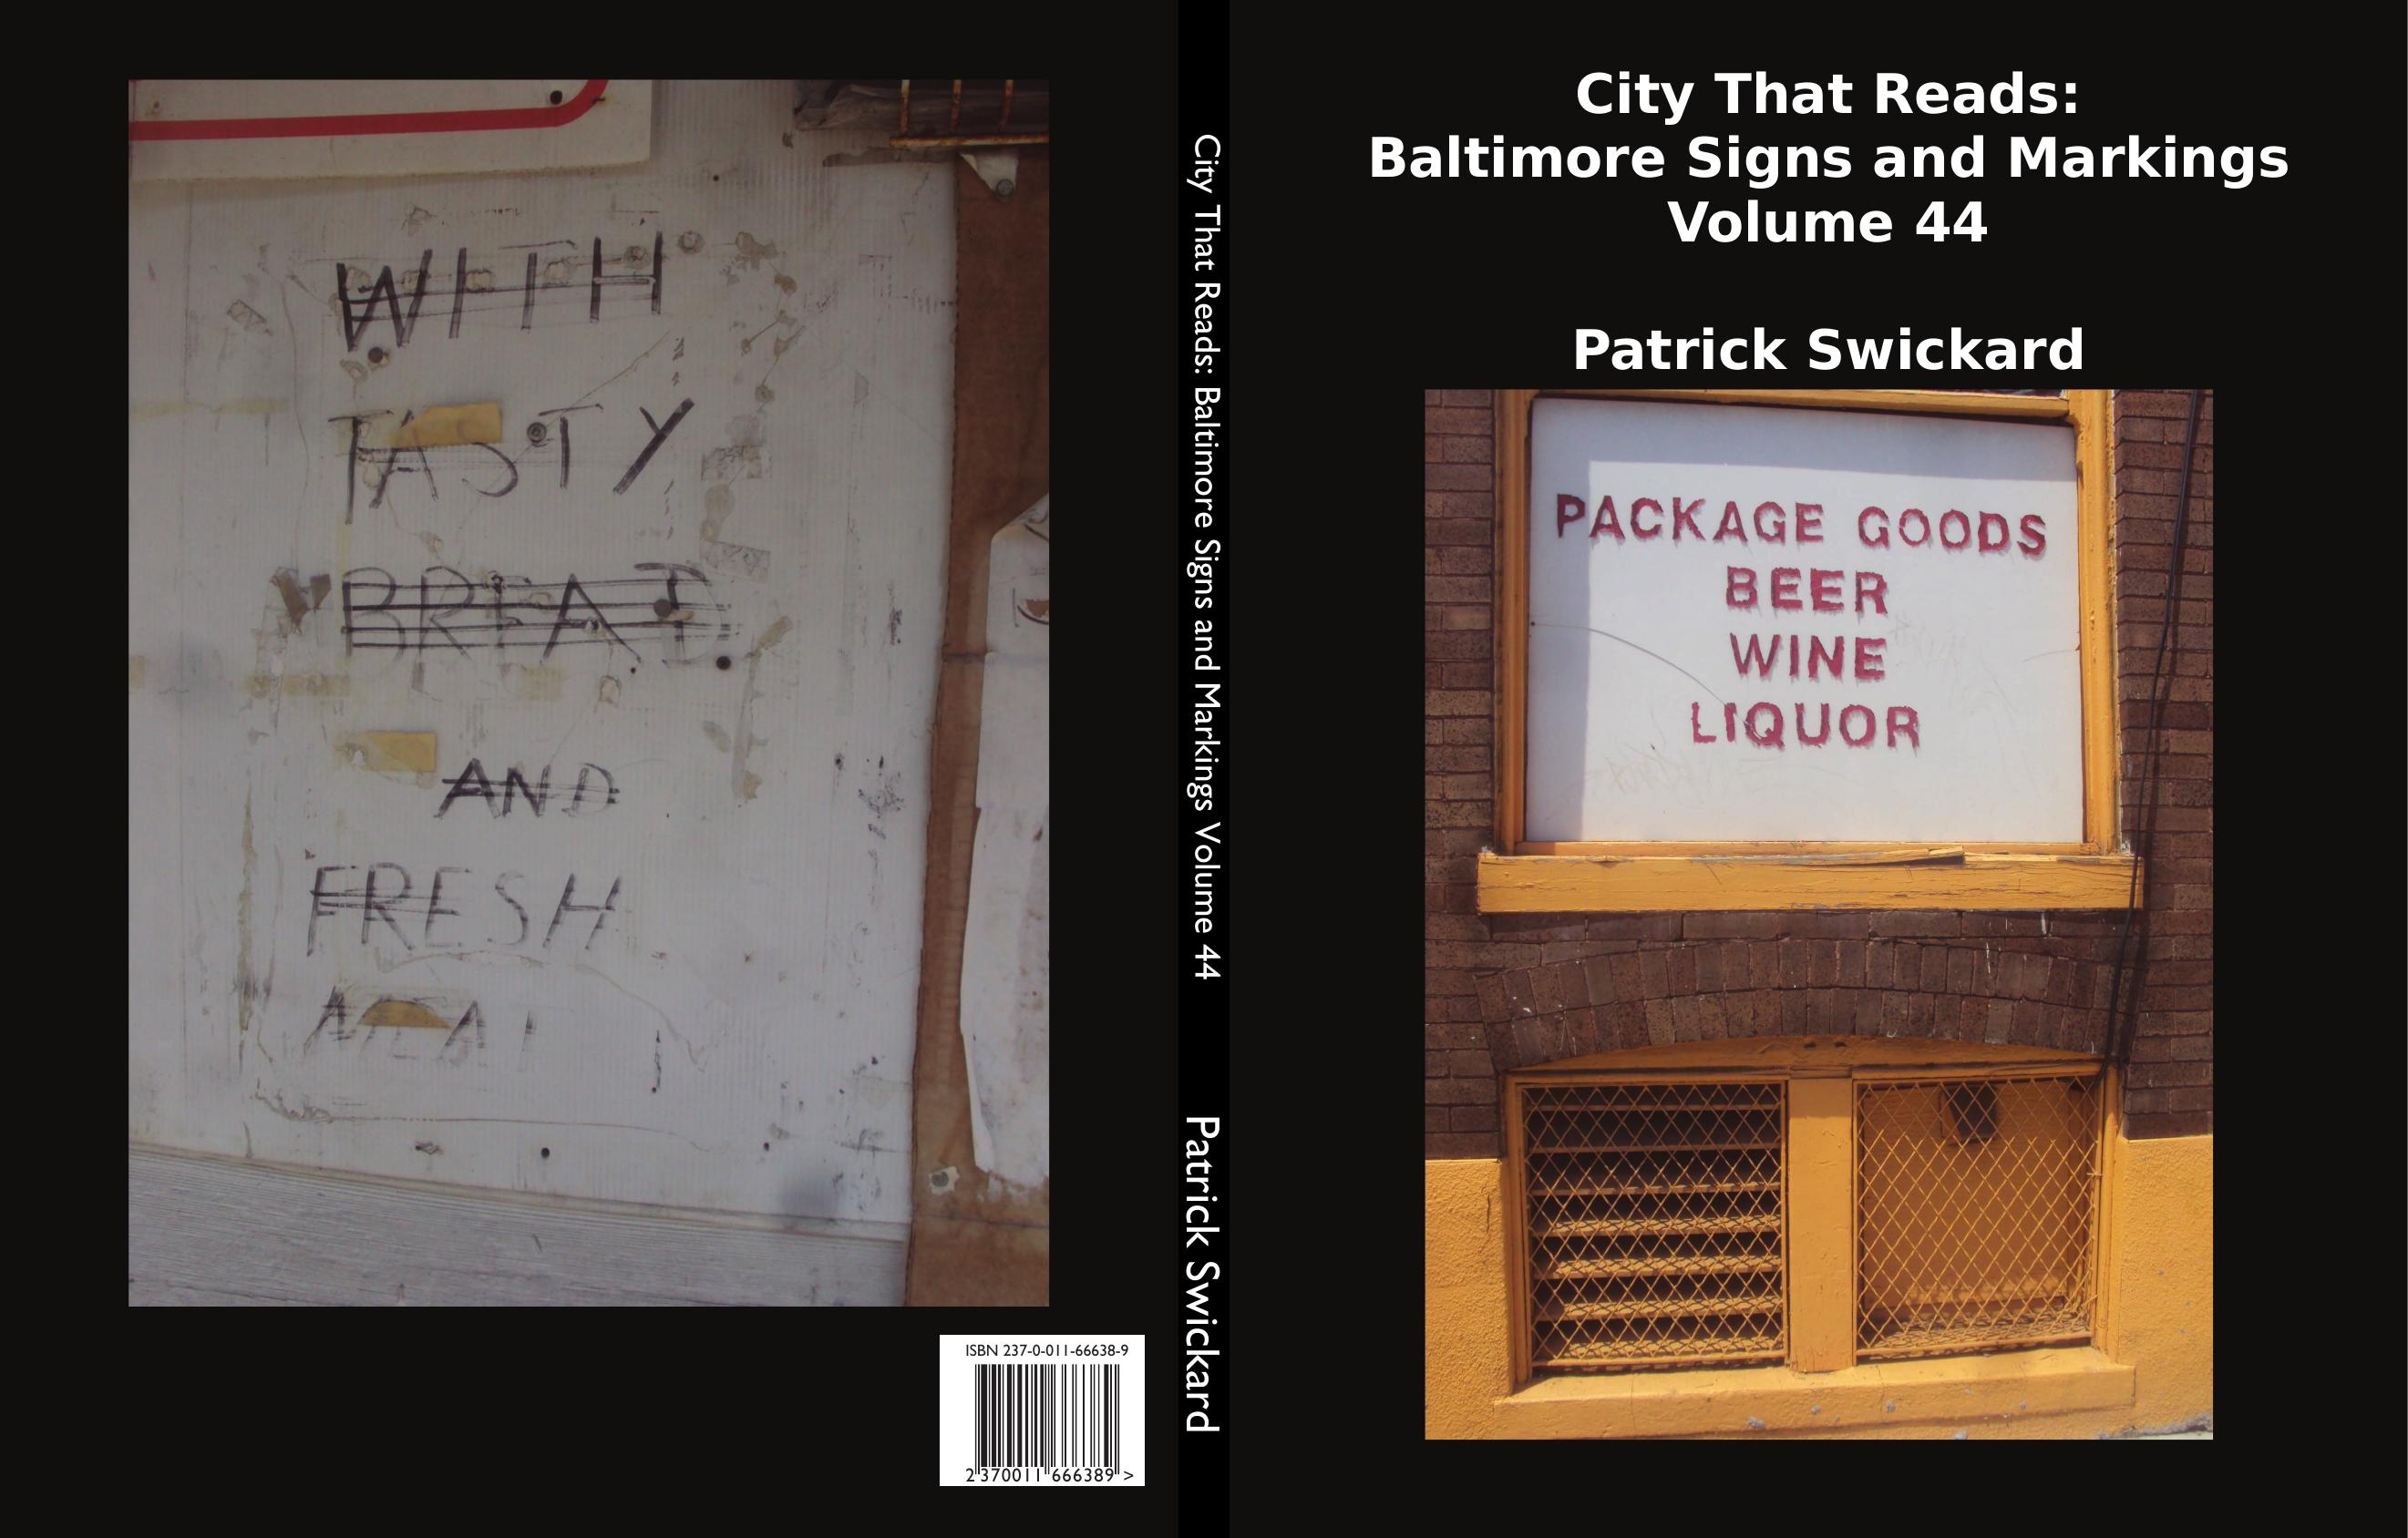 WITH
TASTY
BREAD
AND
FRESH
MEAT
ISBN 237-0-011-66638-9
2 370011 666389 >
City That Reads: Baltimore Signs and Markings Volume 44 Patrick Swickard
City That Reads:
Baltimore Signs and Markings
Volume 44
Patrick Swickard
PACKAGE GOODS
BEER
WINE
LIQUOR